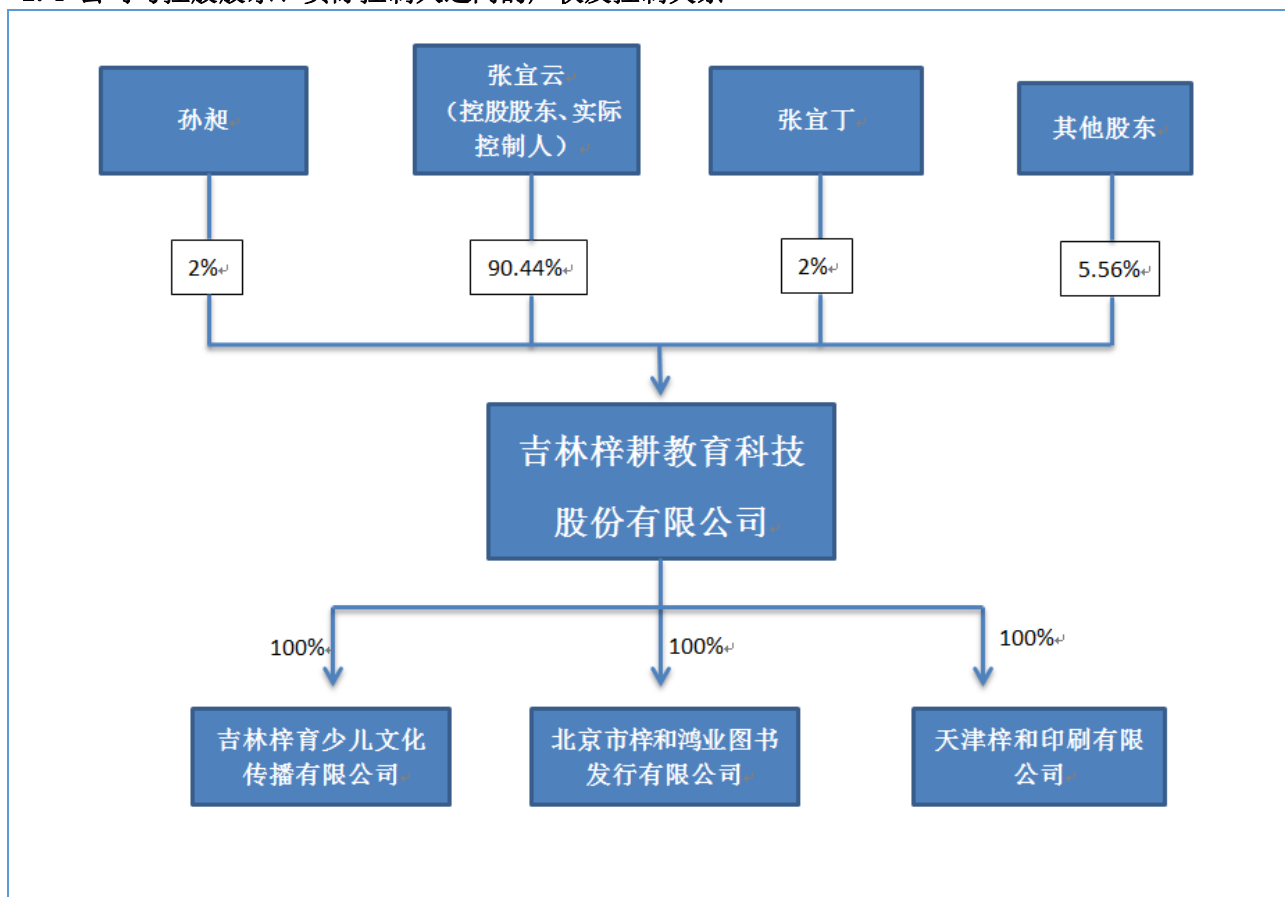 孙昶
张宜云
（控股股东、实际
控制人）
张宜丁
其他股东
2%
90.44%
2%
5.56%
吉林梓耕教育科技
股份有限公司
100%
100%
100%
吉林梓育少儿文化
传播有限公司
北京市梓和鸿业图书
发行有限公司
天津梓和印刷有限
公司